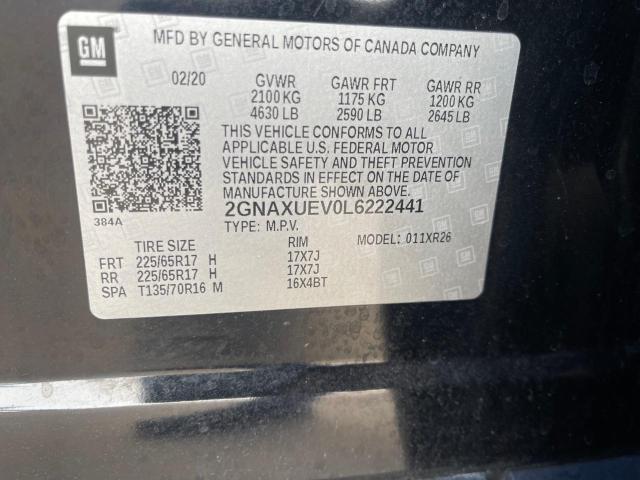 GM
MFD BY GENERAL MOTORS OF CANADA COMPANY
02/20 GVWR GAWR FRT GAWR RR
2100 KG 1175 KG 1200 KG
4630 LB 2590 LB 2645 LB
THIS VEHICLE CONFORMS TO ALL
APPLICABLE U.S. FEDERAL MOTOR
VEHICLE SAFETY AND THEFT PREVENTION
STANDARDS IN EFFECT ON THE DATE OF
MANUFACTURE SHOWN ABOVE.
384A 2GNAXUEV0L6222441
TYPE: M.P.V. MODEL: 011XR26
TIRE SIZE RIM
FRT 225/65R17 H 17X7J
RR 225/65R17 H 17X7J
SPA T135/70R16 M 16X4BT